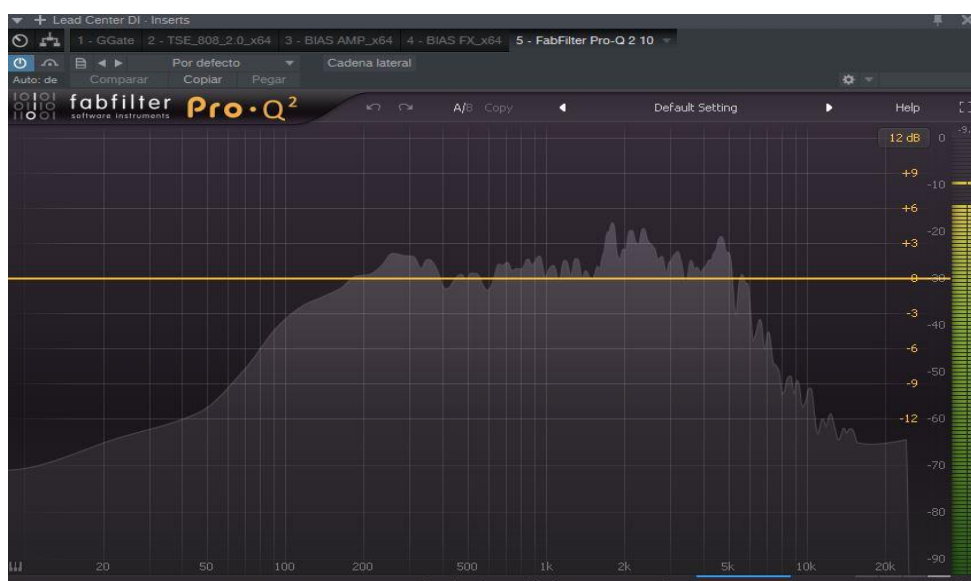 Lead Center DI - Inserts
1 - GGate 2 - TSE_808_2.0_x64 3 - BIAS AMP_x64 4 - BIAS FX_x64 5 - FabFilter Pro-Q 2 10
Por defecto Cadena lateral
Auto: de Comparar Copiar Pegar
fabfilter Pro·Q²
software instruments
A/B Copy Default Setting Help
12 dB 0 -9.
+9 -10
+6 -20
+3
0 -30
-3 -40
-6
-9 -50
-12 -60
-70
-80
-90
20 50 100 200 500 1k 2k 5k 10k 20k